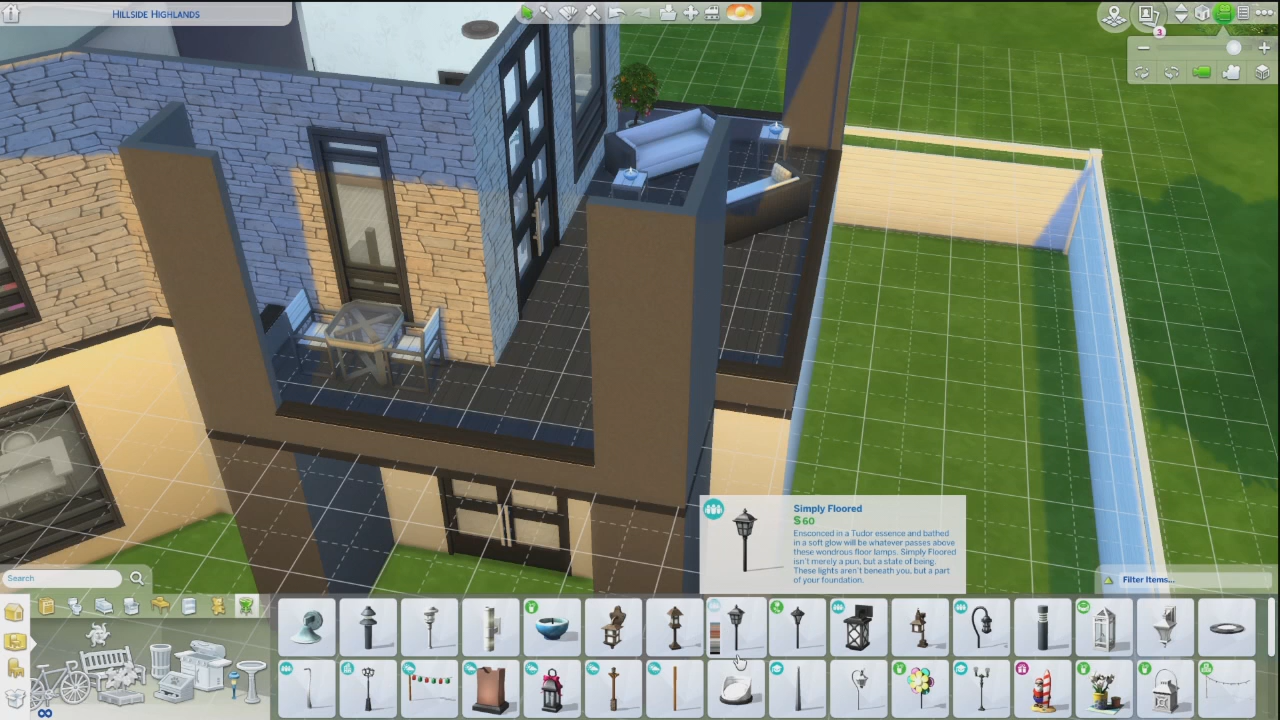 Hillside Highlands
3
Simply Floored
§60
Ensconced in a Tudor essence and bathed
in a soft glow will be whatever passes above
these wondrous floor lamps. Simply Floored
isn't merely a pun, but a state of being.
These lights aren't beneath you, but a part
of your foundation.
Search
Filter Items...